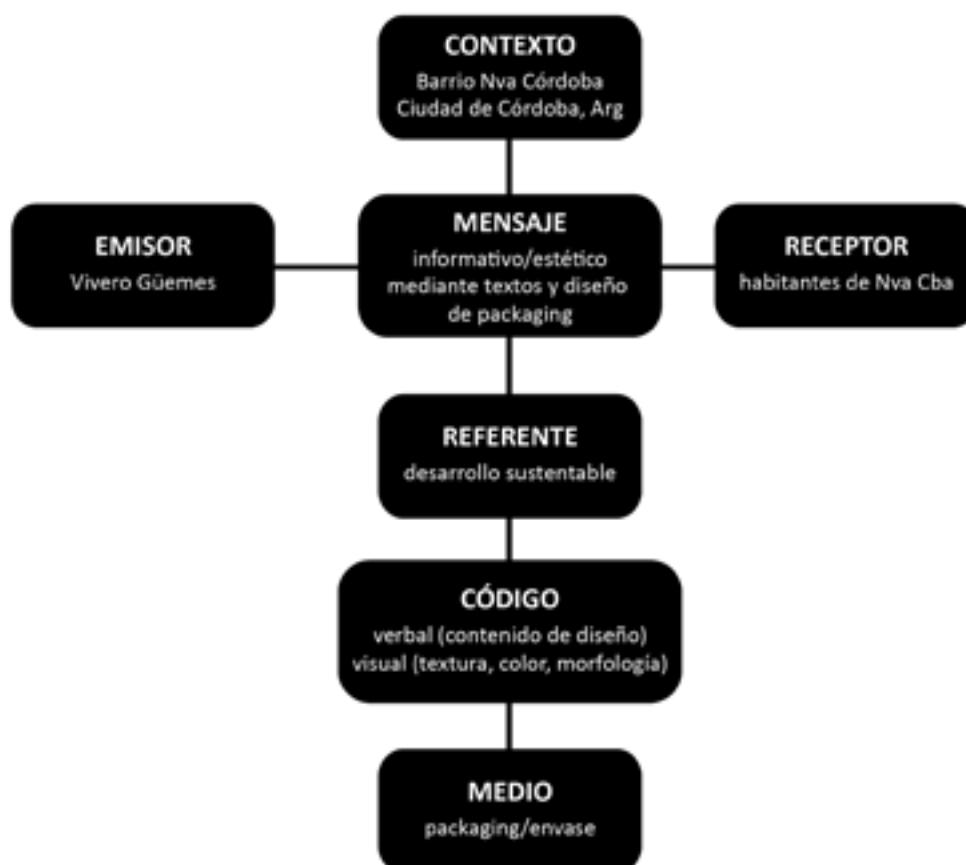 CONTEXTO
Barrio Nva Córdoba
Ciudad de Córdoba, Arg
EMISOR
Vivero Güemes
MENSAJE
informativo/estético
mediante textos y diseño
de packaging
RECEPTOR
habitantes de Nva Cba
REFERENTE
desarrollo sustentable
CÓDIGO
verbal (contenido de diseño)
visual (textura, color, morfología)
MEDIO
packaging/envase